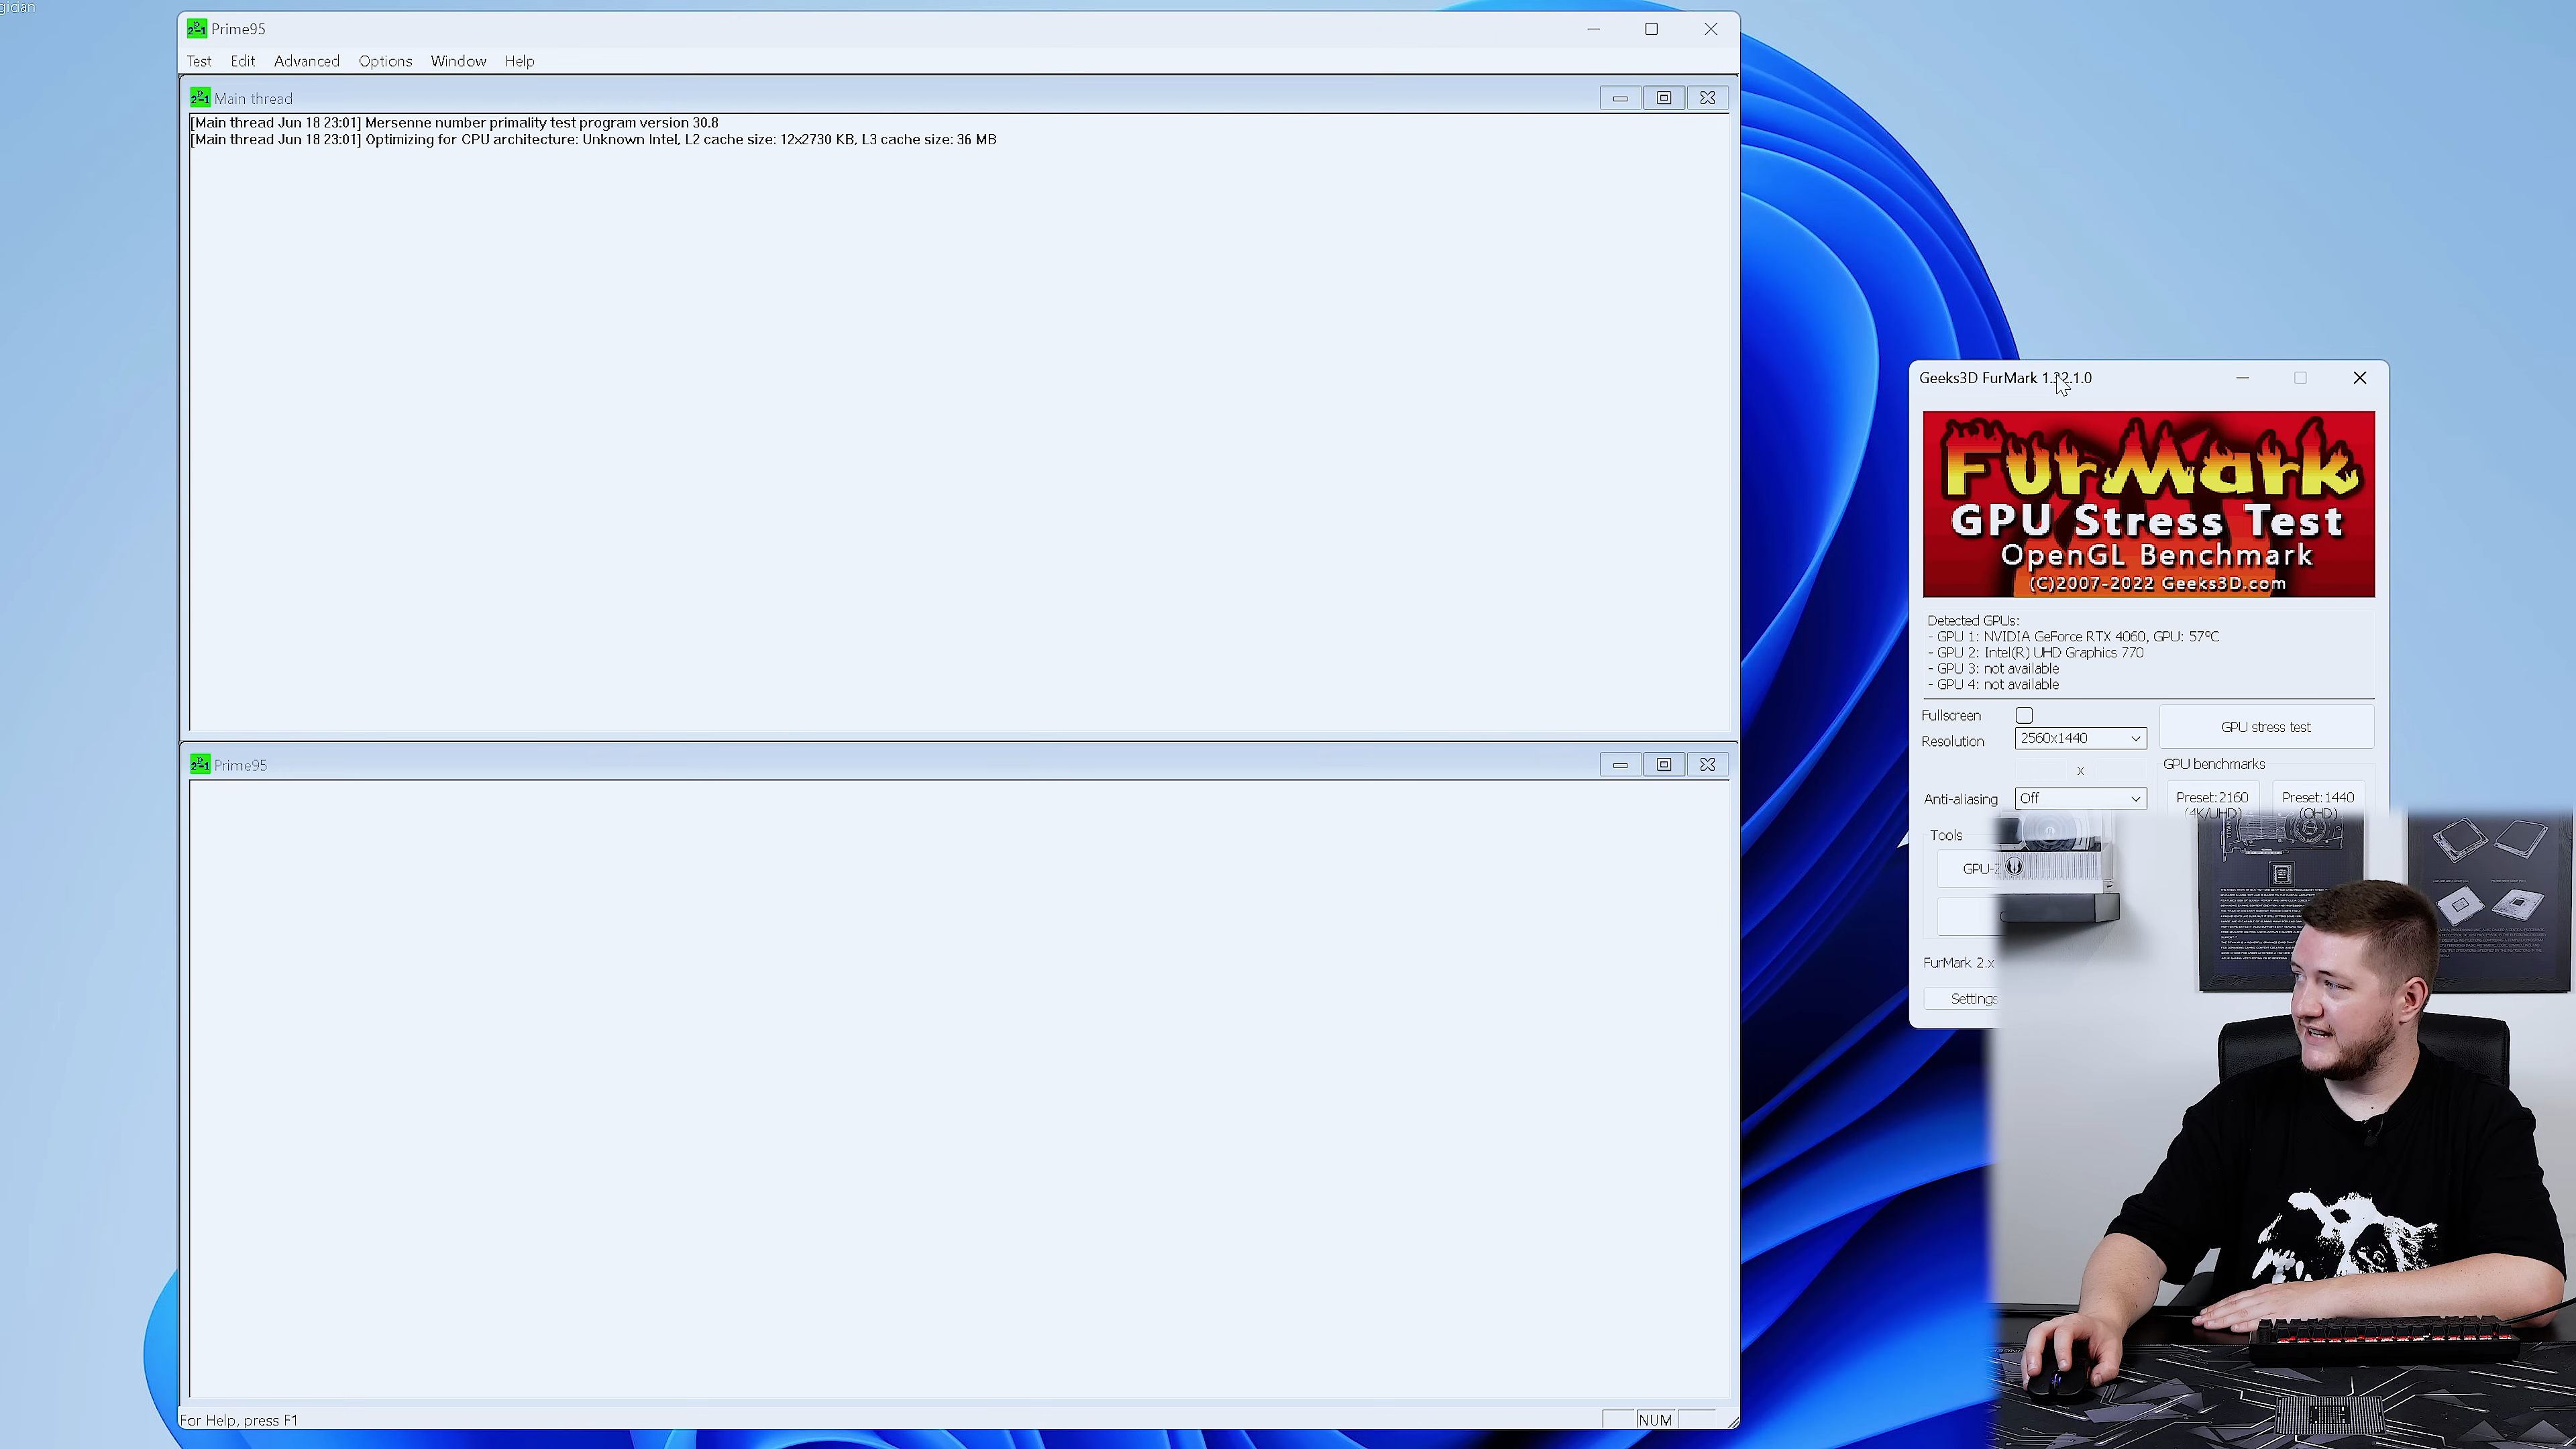 gician
Prime95
Test Edit Advanced Options Window Help
Main thread
[Main thread Jun 18 23:01] Mersenne number primality test program version 30.8
[Main thread Jun 18 23:01] Optimizing for CPU architecture: Unknown Intel, L2 cache size: 12x2730 KB, L3 cache size: 36 MB
Prime95
For Help, press F1
NUM
Geeks3D FurMark 1.32.1.0
FurMark
GPU Stress Test
OpenGL Benchmark
(C)2007-2022 Geeks3D.com
Detected GPUs:
- GPU 1: NVIDIA GeForce RTX 4060, GPU: 57°C
- GPU 2: Intel(R) UHD Graphics 770
- GPU 3: not available
- GPU 4: not available
Fullscreen
GPU stress test
Resolution 2560x1440
x
GPU benchmarks
Anti-aliasing Off
Preset:2160
(4K/UHD)
Preset:1440
(QHD)
Tools
GPU-Z
FurMark 2.x
Settings